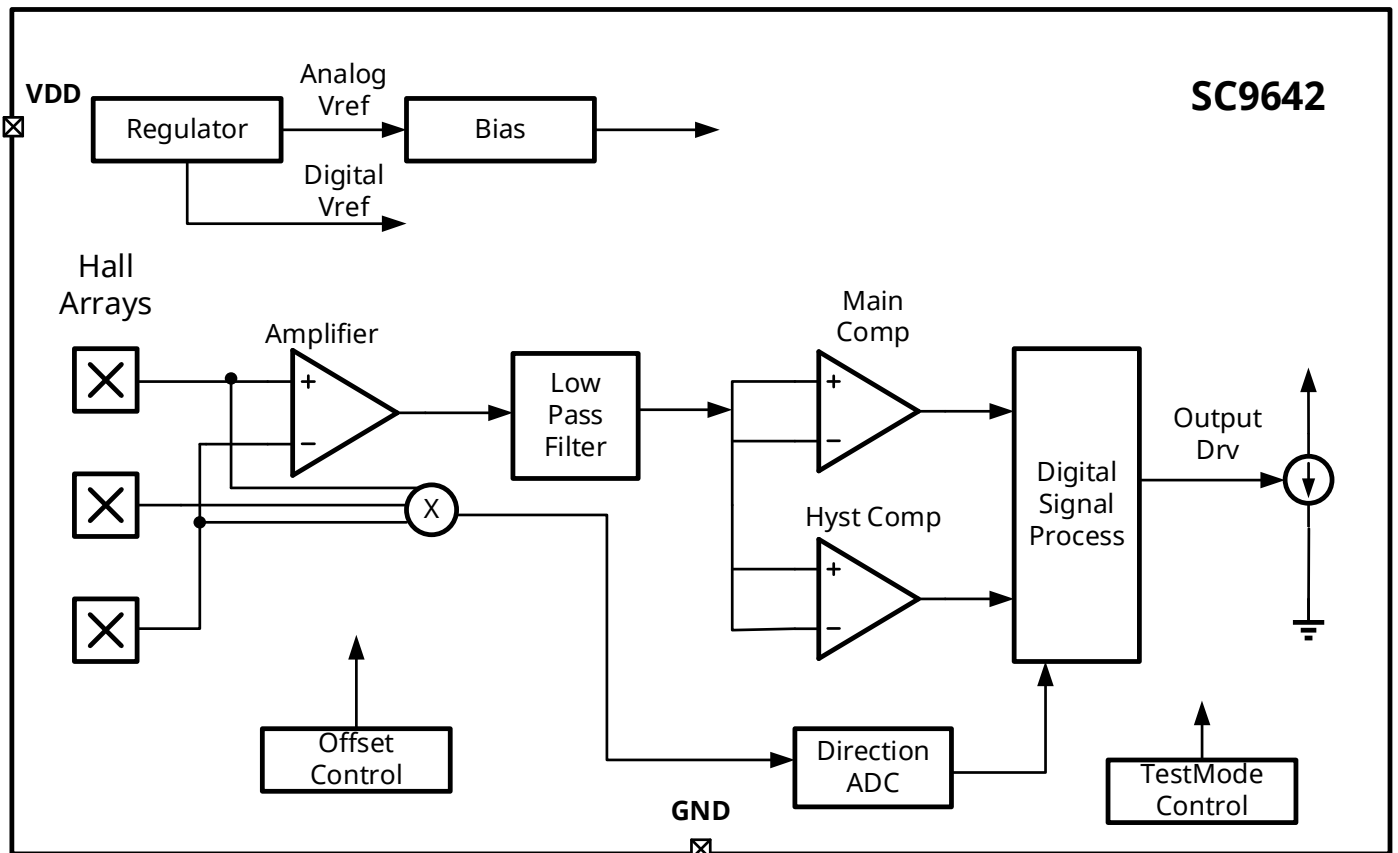 VDD
SC9642
Analog
Vref
Regulator
Bias
Digital
Vref
Hall
Arrays
Amplifier
+
−
Low
Pass
Filter
Main
Comp
+
−
X
Hyst Comp
+
−
Digital
Signal
Process
Output
Drv
Offset
Control
Direction
ADC
TestMode
Control
GND